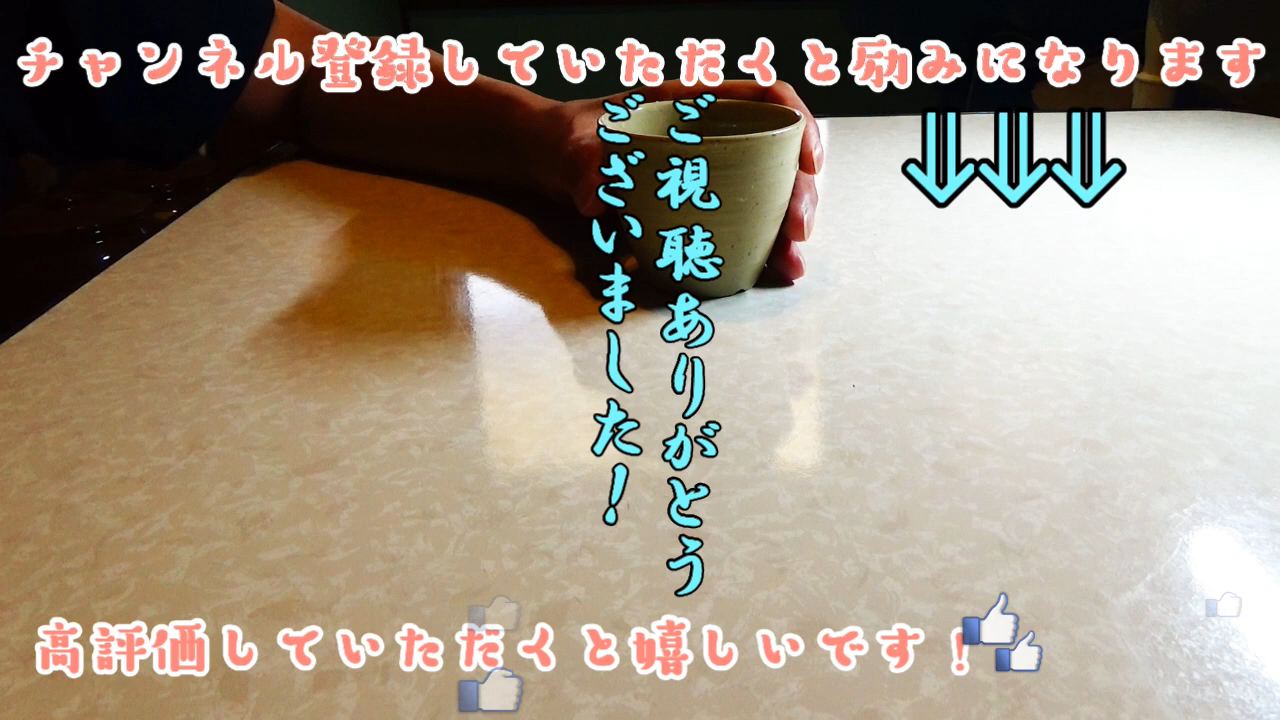 チャンネル登録していただくと励みになります
ご視聴ありがとう
ございました!
高評価していただくと嬉しいです!